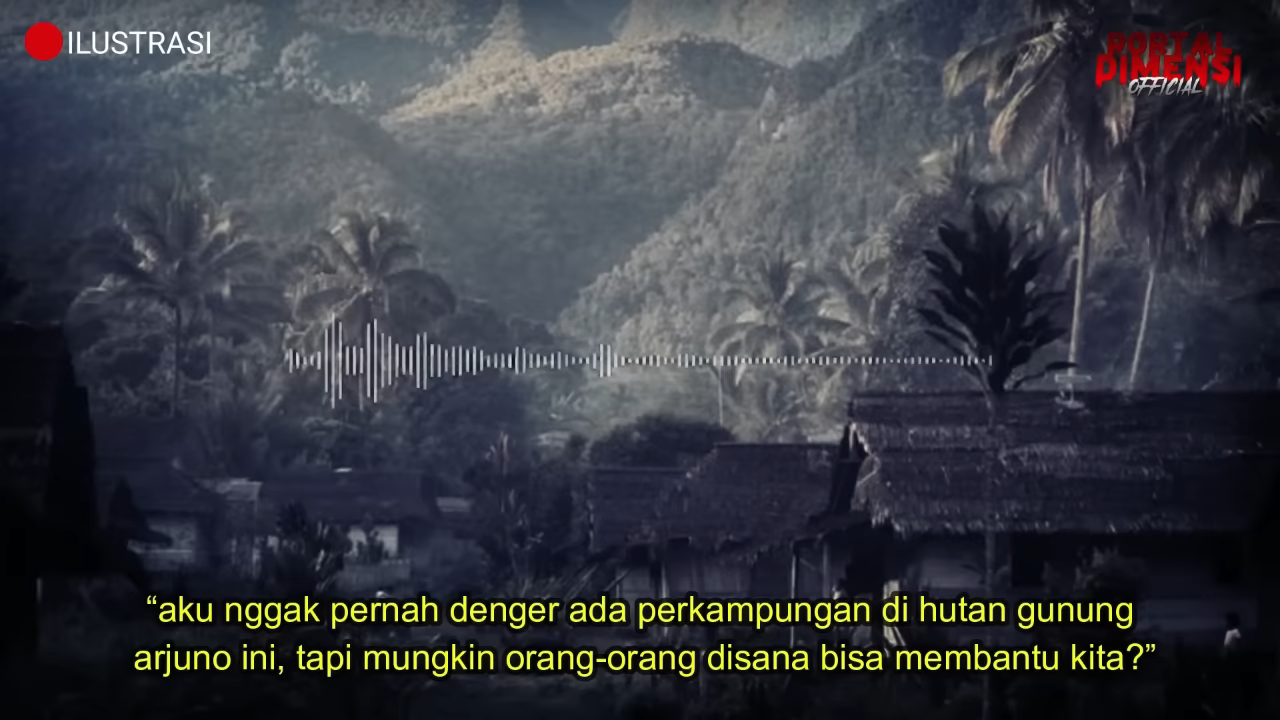 ILUSTRASI
PORTAL
DIMENSI
OFFICIAL
“aku nggak pernah denger ada perkampungan di hutan gunung
arjuno ini, tapi mungkin orang-orang disana bisa membantu kita?”